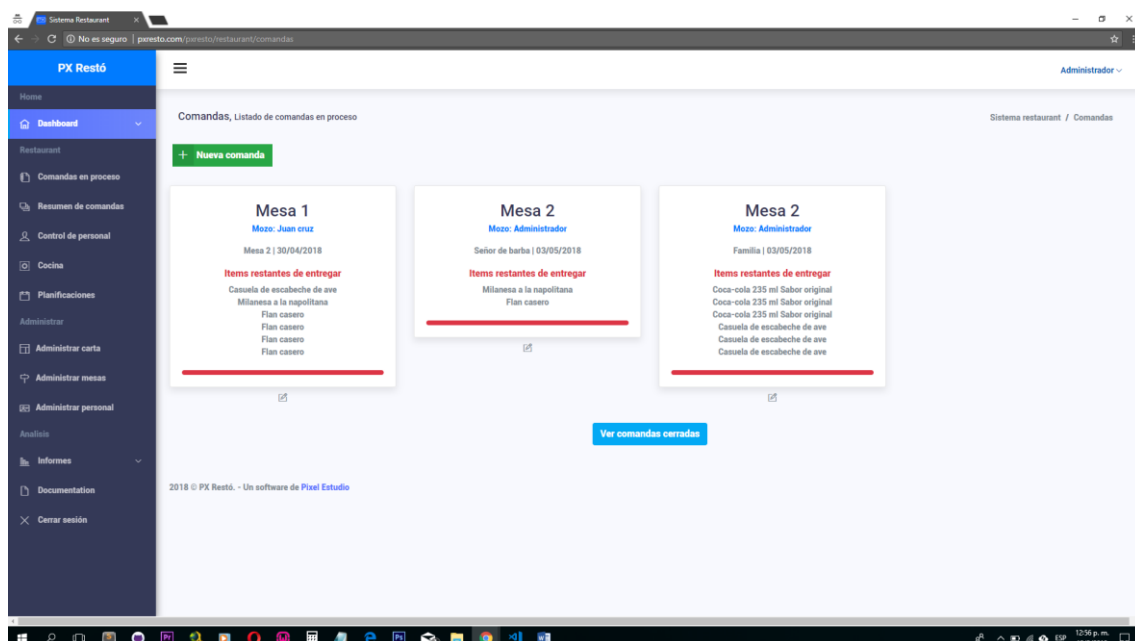 Sistema Restaurant
No es seguro | pxresto.com/pxresto/restaurant/comandas
PX Restó
Administrador
Home
Dashboard
Restaurant
Comandas en proceso
Resumen de comandas
Control de personal
Cocina
Planificaciones
Administrar
Administrar carta
Administrar mesas
Administrar personal
Analisis
Informes
Documentation
Cerrar sesión
Comandas, Listado de comandas en proceso
Sistema restaurant / Comandas
+ Nueva comanda
Mesa 1
Mozo: Juan cruz
Mesa 2 | 30/04/2018
Items restantes de entregar
Casuela de escabeche de ave
Milanesa a la napolitana
Flan casero
Flan casero
Flan casero
Flan casero
Mesa 2
Mozo: Administrador
Señor de barba | 03/05/2018
Items restantes de entregar
Milanesa a la napolitana
Flan casero
Mesa 2
Mozo: Administrador
Familia | 03/05/2018
Items restantes de entregar
Coca-cola 235 ml Sabor original
Coca-cola 235 ml Sabor original
Coca-cola 235 ml Sabor original
Casuela de escabeche de ave
Casuela de escabeche de ave
Casuela de escabeche de ave
Ver comandas cerradas
2018 © PX Restó. - Un software de Pixel Estudio
ESP
12:56 p. m.